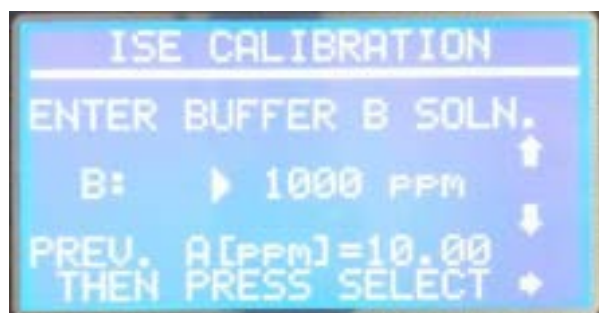 ISE CALIBRATION
ENTER BUFFER B SOLN.
B: 1000 ppm
PREV. A[ppm]=10.00
THEN PRESS SELECT